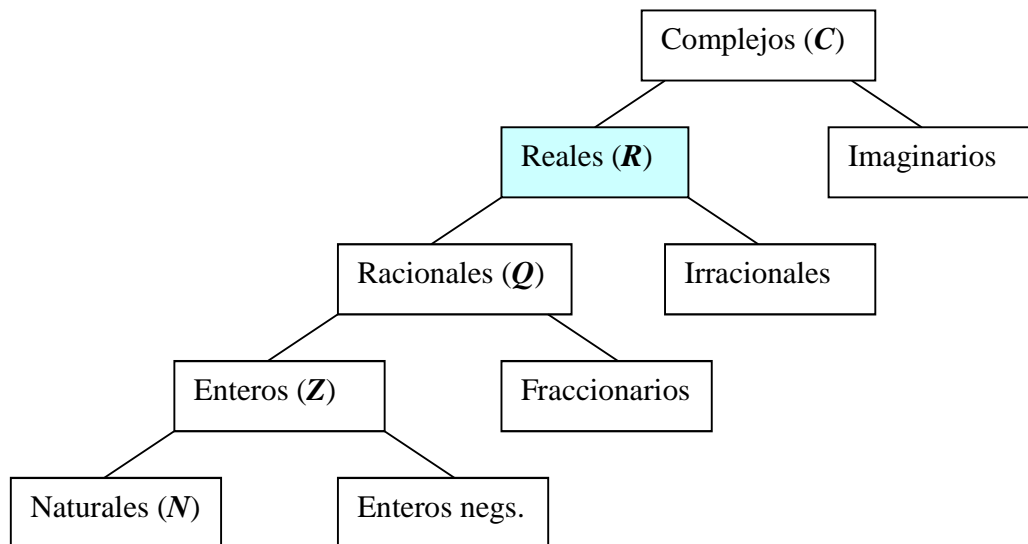 Complejos (C)
Reales (R)
Imaginarios
Racionales (Q)
Irracionales
Enteros (Z)
Fraccionarios
Naturales (N)
Enteros negs.